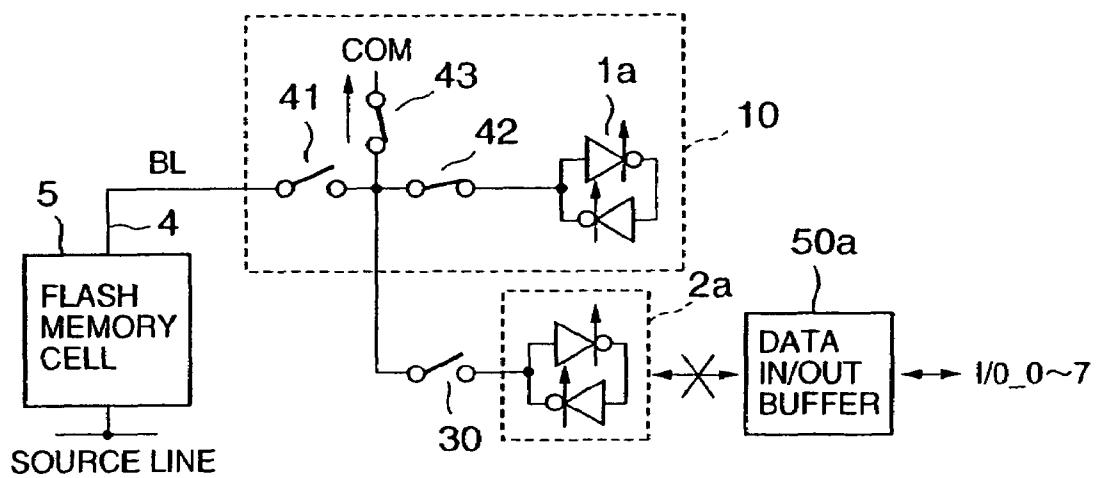 COM
43
1a
41
10
42
BL
5
4
50a
2a
FLASH
MEMORY
CELL
DATA
IN/OUT
BUFFER
I/0_0~7
30
SOURCE LINE